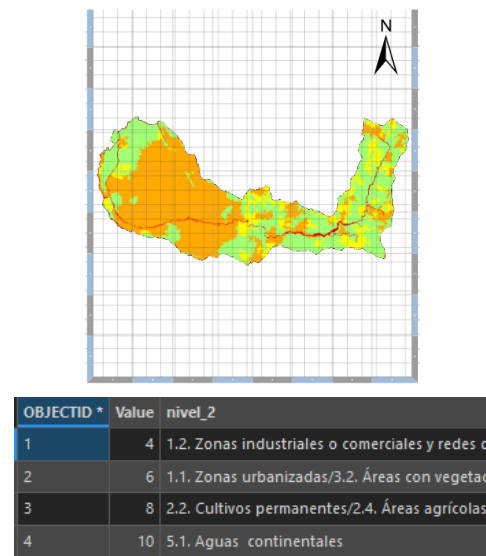 N
OBJECTID * Value nivel_2
1 4 1.2. Zonas industriales o comerciales y redes
2 6 1.1. Zonas urbanizadas/3.2. Áreas con
3 8 2.2. Cultivos permanentes/2.4. Áreas agrícolas
4 10 5.1. Aguas continentales